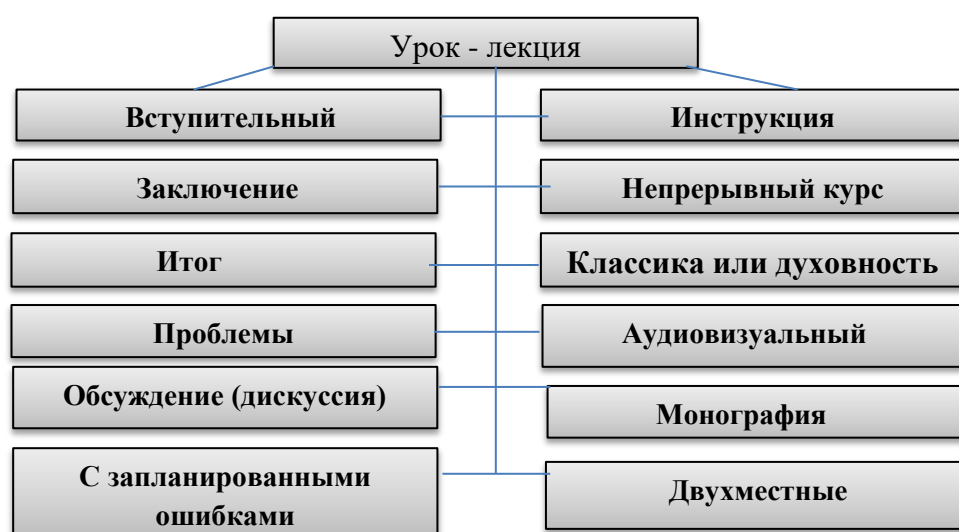 Урок - лекция
Вступительный
Инструкция
Заключение
Непрерывный курс
Итог
Классика или духовность
Проблемы
Аудиовизуальный
Обсуждение (дискуссия)
Монография
С запланированными
ошибками
Двухместные